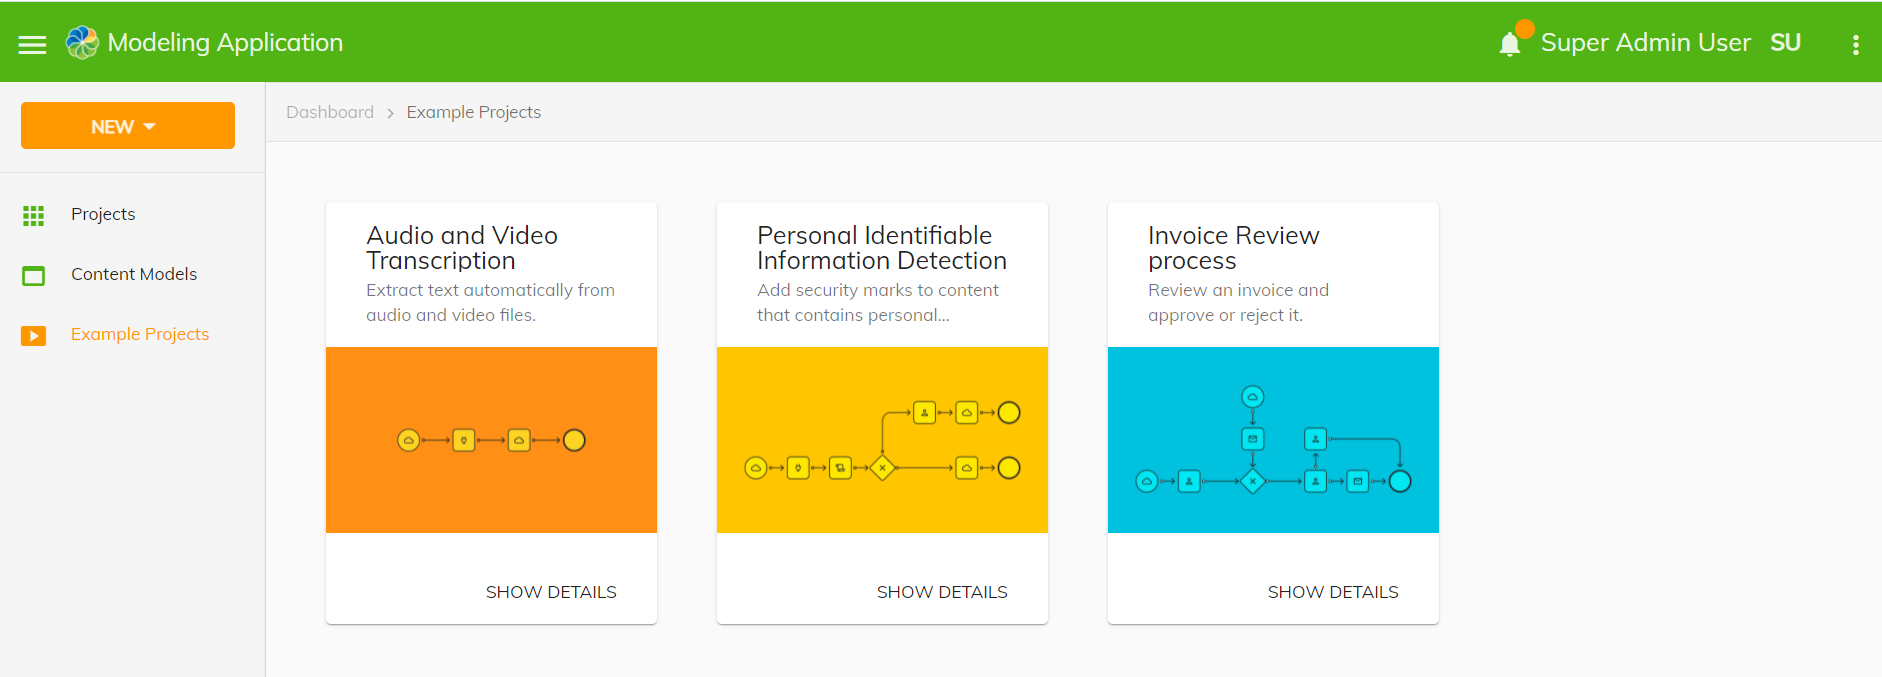 Modeling Application
Super Admin User SU
NEW
Dashboard > Example Projects
Projects
Content Models
Example Projects
Audio and Video
Transcription
Extract text automatically from
audio and video files.
SHOW DETAILS
Personal Identifiable
Information Detection
Add security marks to content
that contains personal...
SHOW DETAILS
Invoice Review
process
Review an invoice and
approve or reject it.
SHOW DETAILS